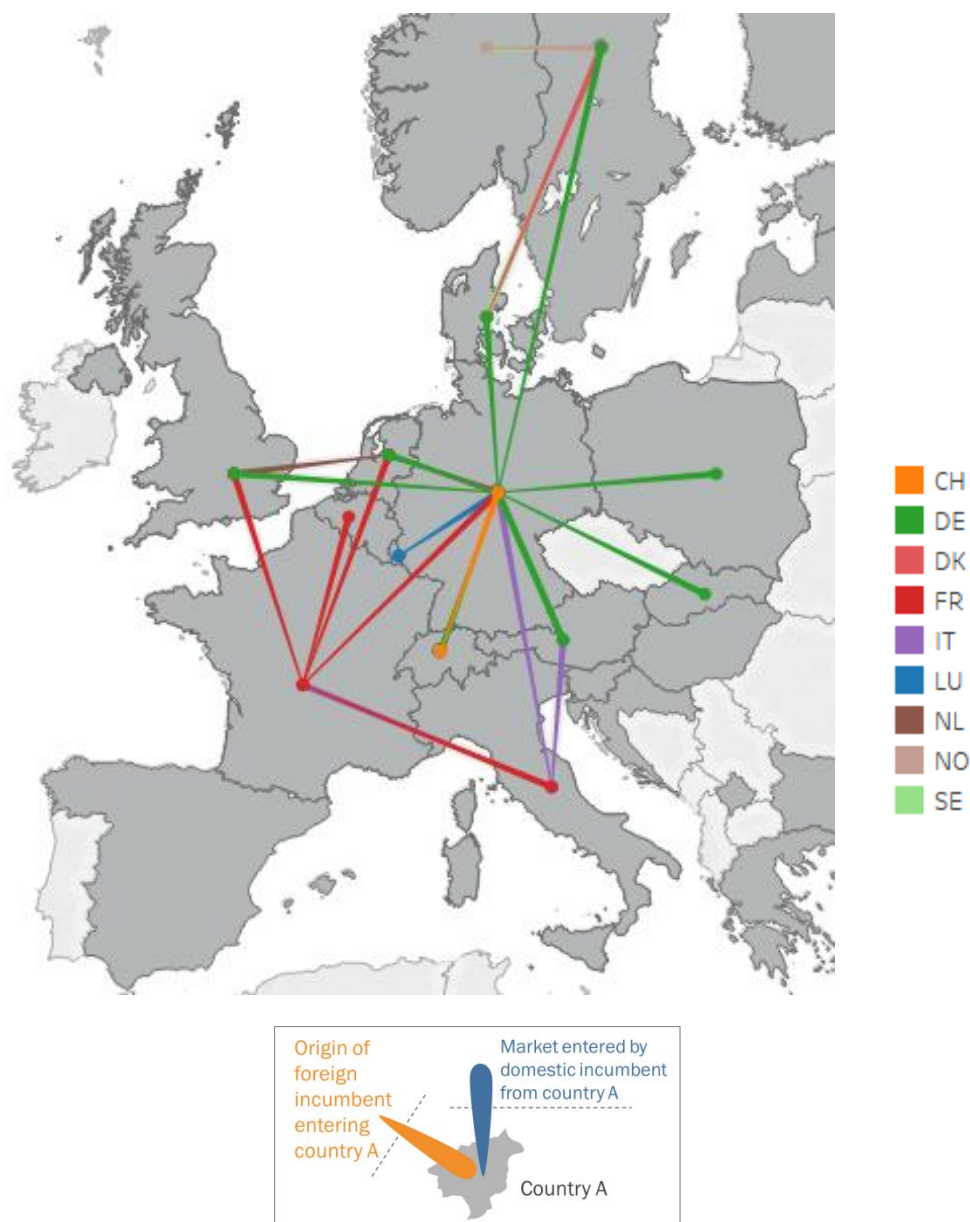 CH
DE
DK
FR
IT
LU
NL
NO
SE
Origin of
foreign
incumbent
entering
country A
Market entered by
domestic incumbent
from country A
Country A